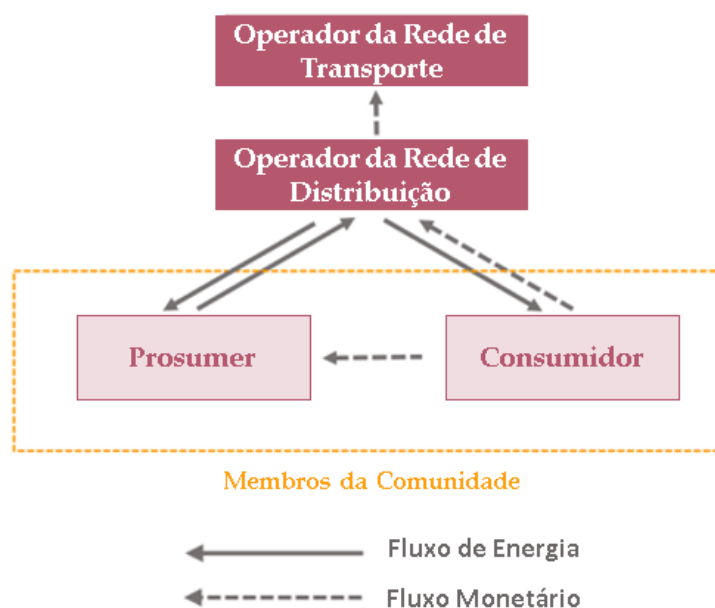 Operador da Rede de
Transporte
Operador da Rede de
Distribuição
Prosumer
Consumidor
Membros da Comunidade
Fluxo de Energia
Fluxo Monetário